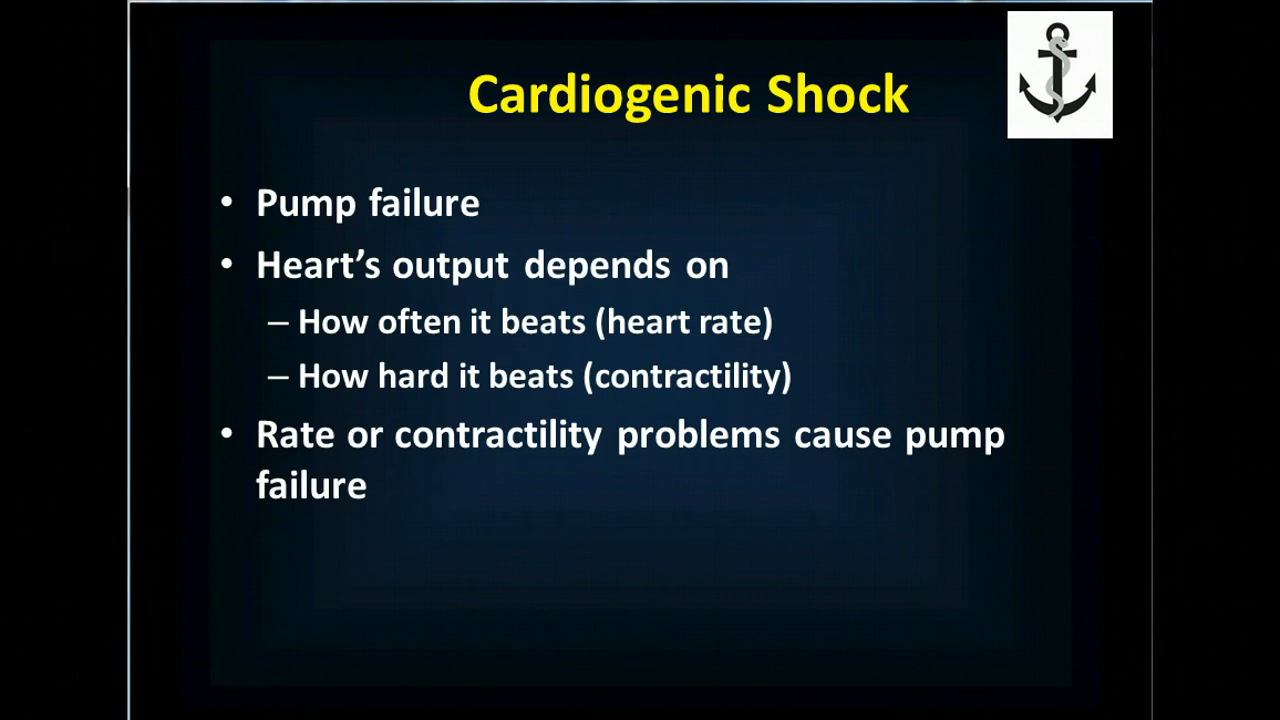 Cardiogenic Shock
• Pump failure
• Heart’s output depends on
– How often it beats (heart rate)
– How hard it beats (contractility)
• Rate or contractility problems cause pump
failure